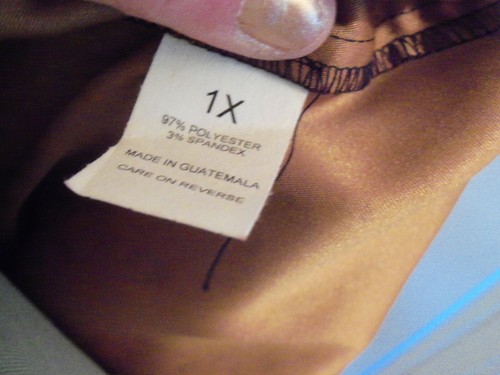 1X
97% POLYESTER
3% SPANDEX
MADE IN GUATEMALA
CARE ON REVERSE